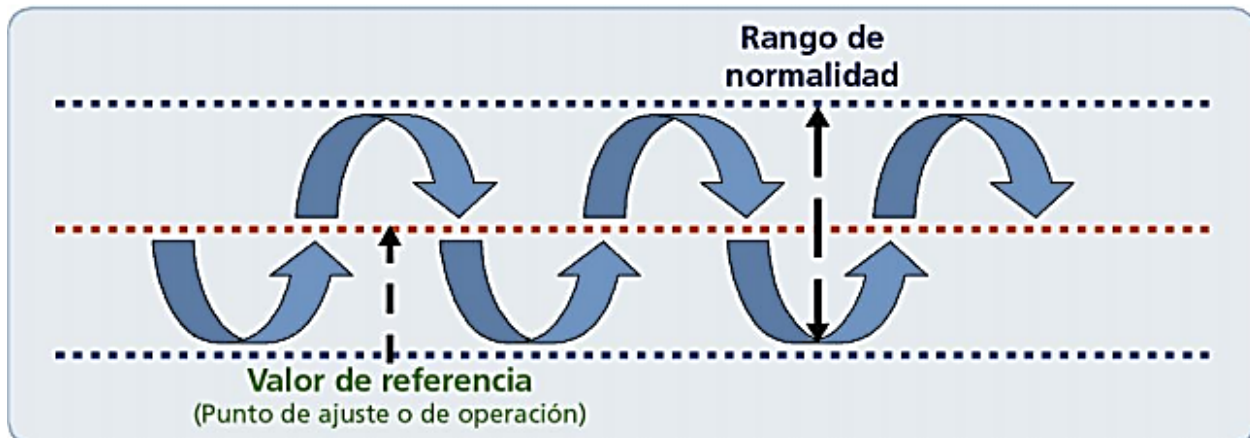 Rango de
normalidad
Valor de referencia
(Punto de ajuste o de operación)